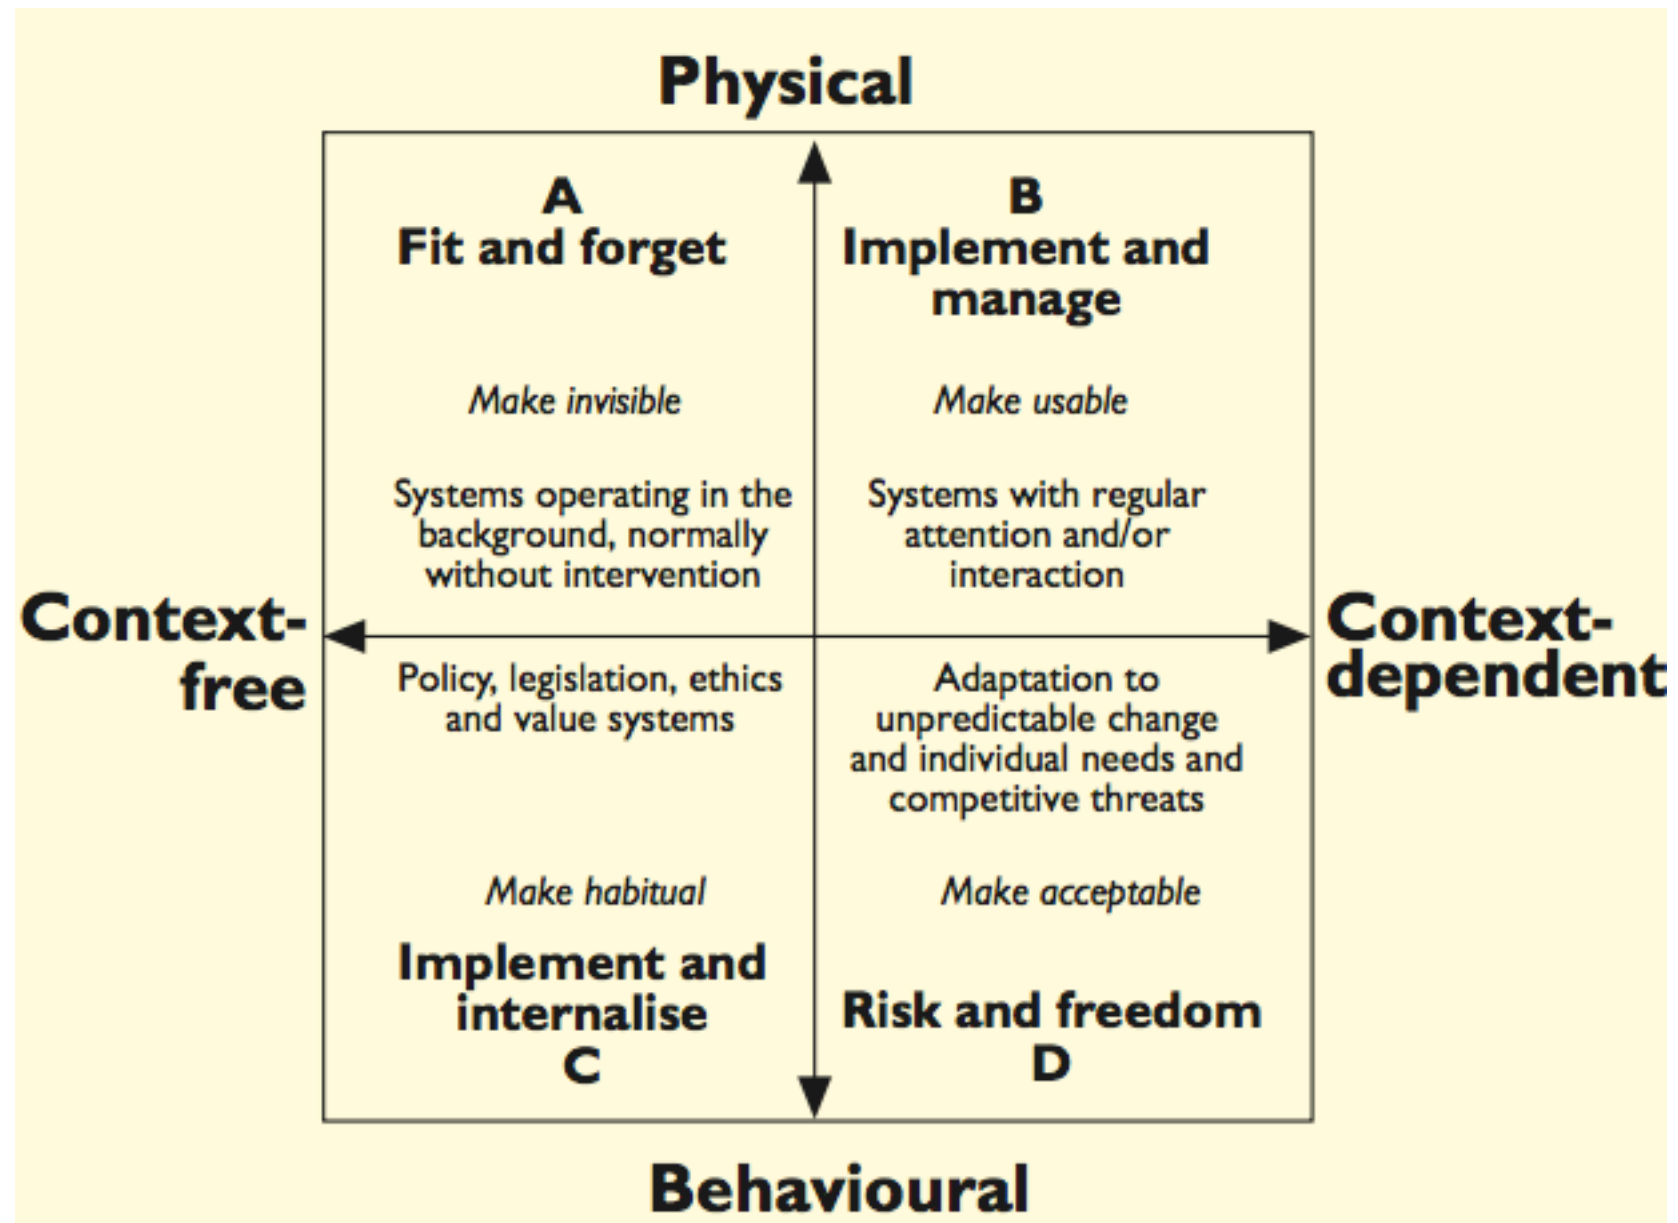 Physical
A
Fit and forget
Make invisible
Systems operating in the
background, normally
without intervention
B
Implement and
manage
Make usable
Systems with regular
attention and/or
interaction
Context-
free
Context-
dependent
Policy, legislation, ethics
and value systems
Make habitual
Implement and
internalise
C
Adaptation to
unpredictable change
and individual needs and
competitive threats
Make acceptable
Risk and freedom
D
Behavioural